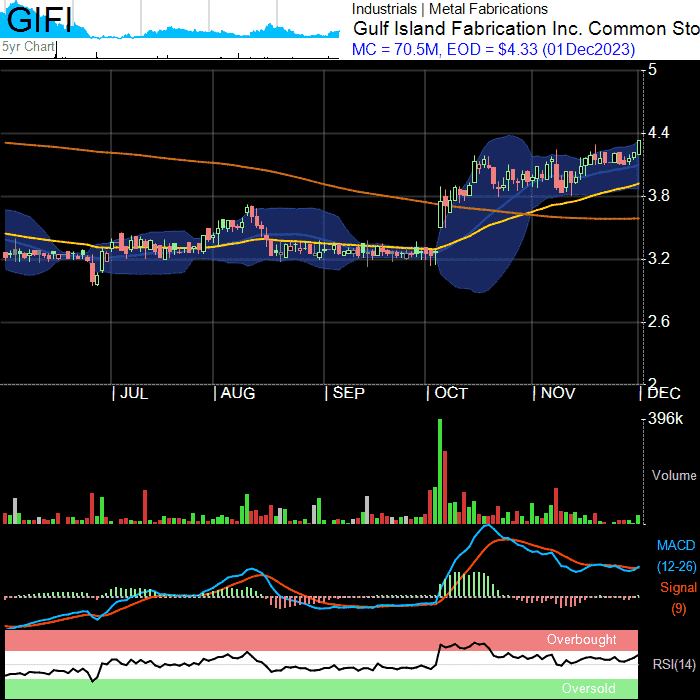 GIFI
5yr Chart
Industrials | Metal Fabrications
Gulf Island Fabrication Inc. Common Sto
MC = 70.5M, EOD = $4.33 (01Dec2023)
5
4.4
3.8
3.2
2.6
2
JUL
AUG
SEP
OCT
NOV
DEC
396k
Volume
MACD
(12-26)
Signal
(9)
Overbought
RSI(14)
Oversold